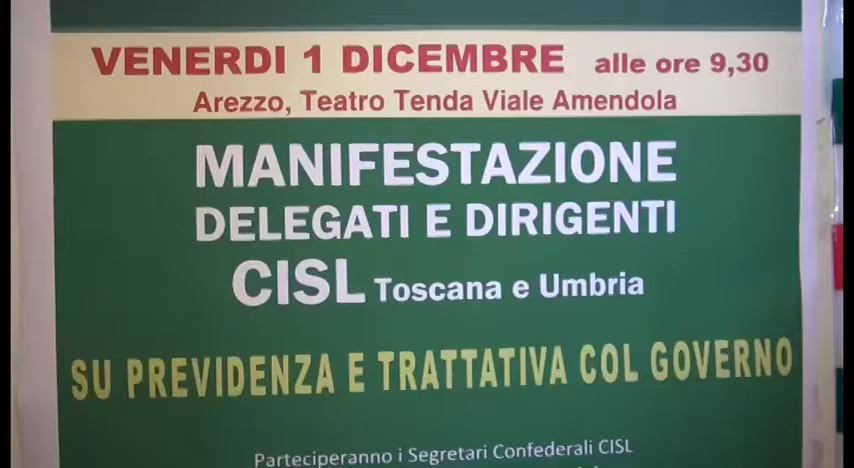 VENERDI 1 DICEMBRE alle ore 9,30
Arezzo, Teatro Tenda Viale Amendola
MANIFESTAZIONE
DELEGATI E DIRIGENTI
CISL Toscana e Umbria
SU PREVIDENZA E TRATTATIVA COL GOVERNO
Parteciperanno i Segretari Confederali CISL